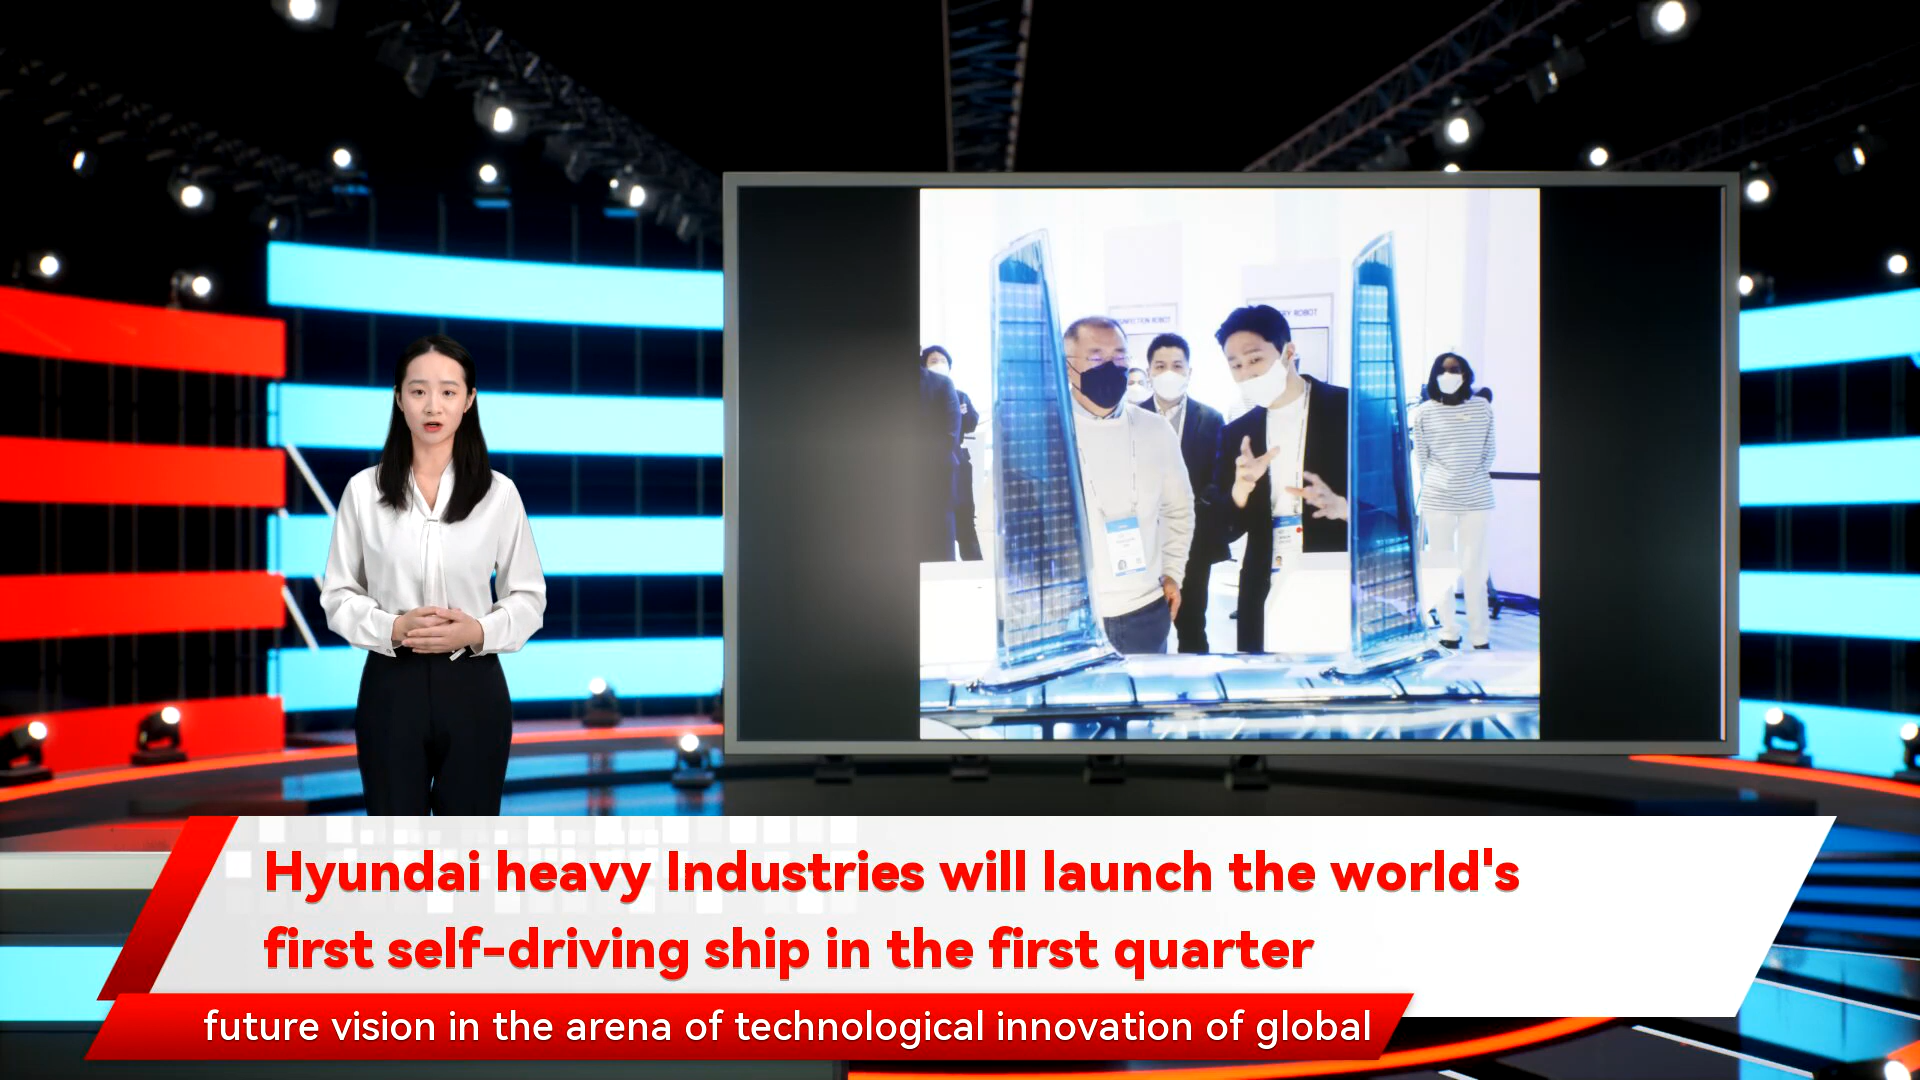 ROBOT
Hyundai heavy Industries will launch the world's
first self-driving ship in the first quarter
future vision in the arena of technological innovation of global